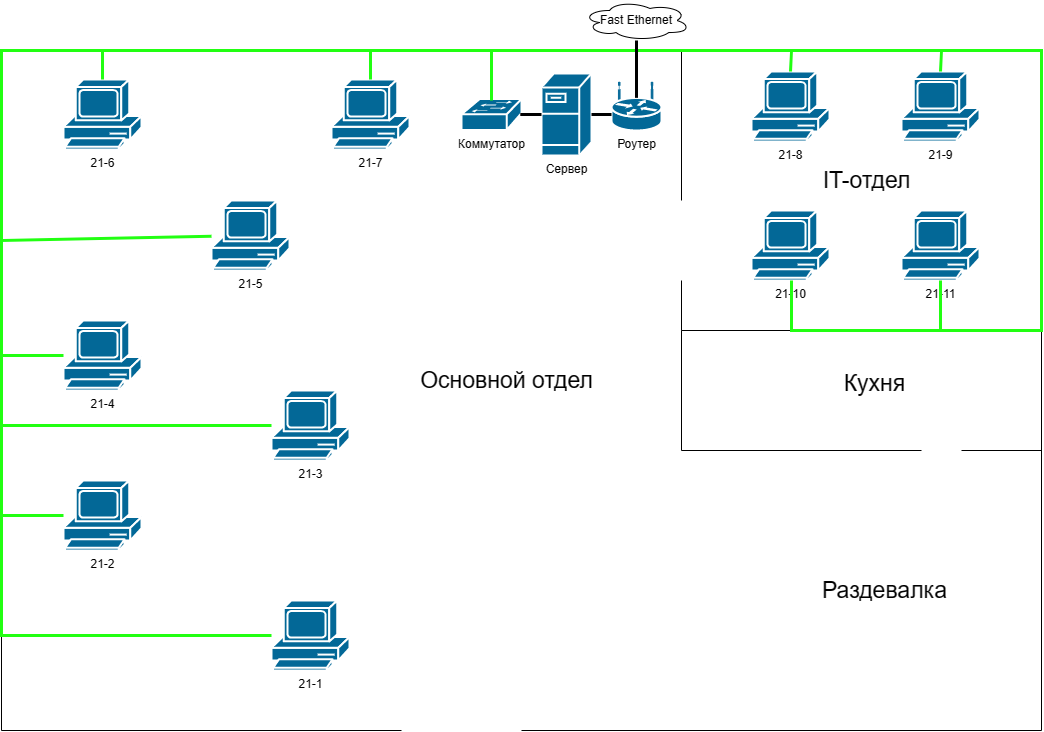 Fast Ethernet
21-6
21-7
Коммутатор
Сервер
Роутер
21-8
21-9
IT-отдел
21-5
21-10
21-11
21-4
Основной отдел
Кухня
21-3
21-2
Раздевалка
21-1